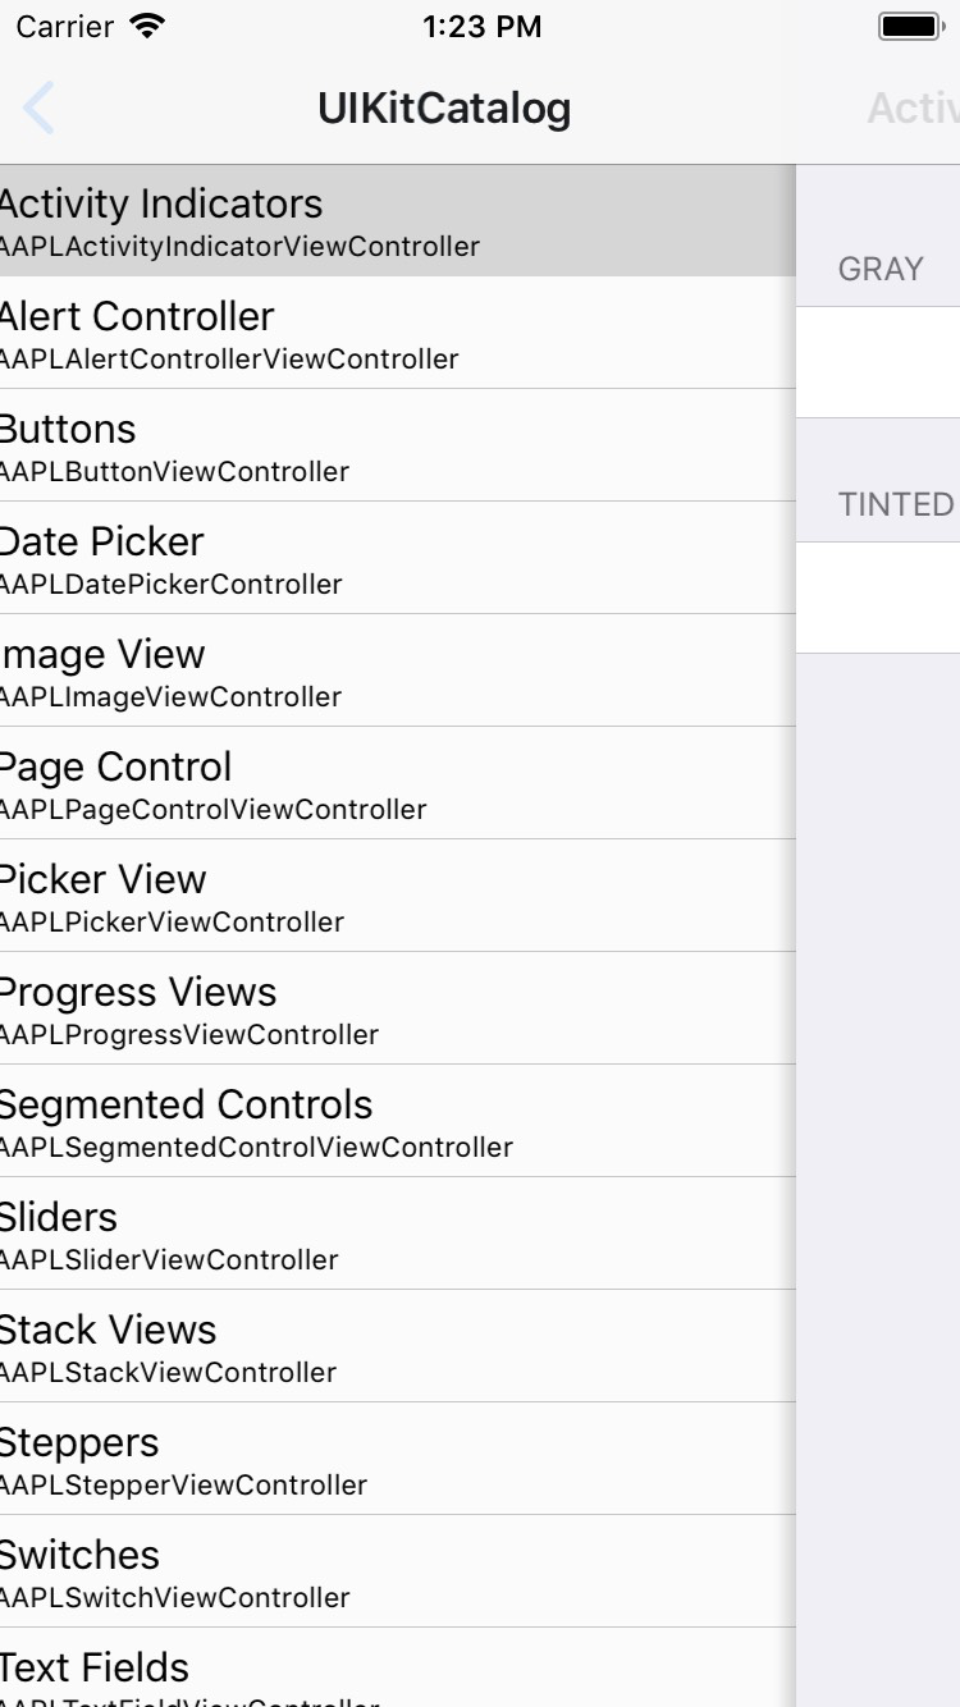 Carrier 1:23 PM
UIKitCatalog Activ
Activity Indicators
AAPLActivityIndicatorViewController
GRAY
Alert Controller
AAPLAlertControllerViewController
Buttons
AAPLButtonViewController
TINTED
Date Picker
AAPLDatePickerController
Image View
AAPLImageViewController
Page Control
AAPLPageControlViewController
Picker View
AAPLPickerViewController
Progress Views
AAPLProgressViewController
Segmented Controls
AAPLSegmentedControlViewController
Sliders
AAPLSliderViewController
Stack Views
AAPLStackViewController
Steppers
AAPLStepperViewController
Switches
AAPLSwitchViewController
Text Fields
AAPLTextFieldViewController